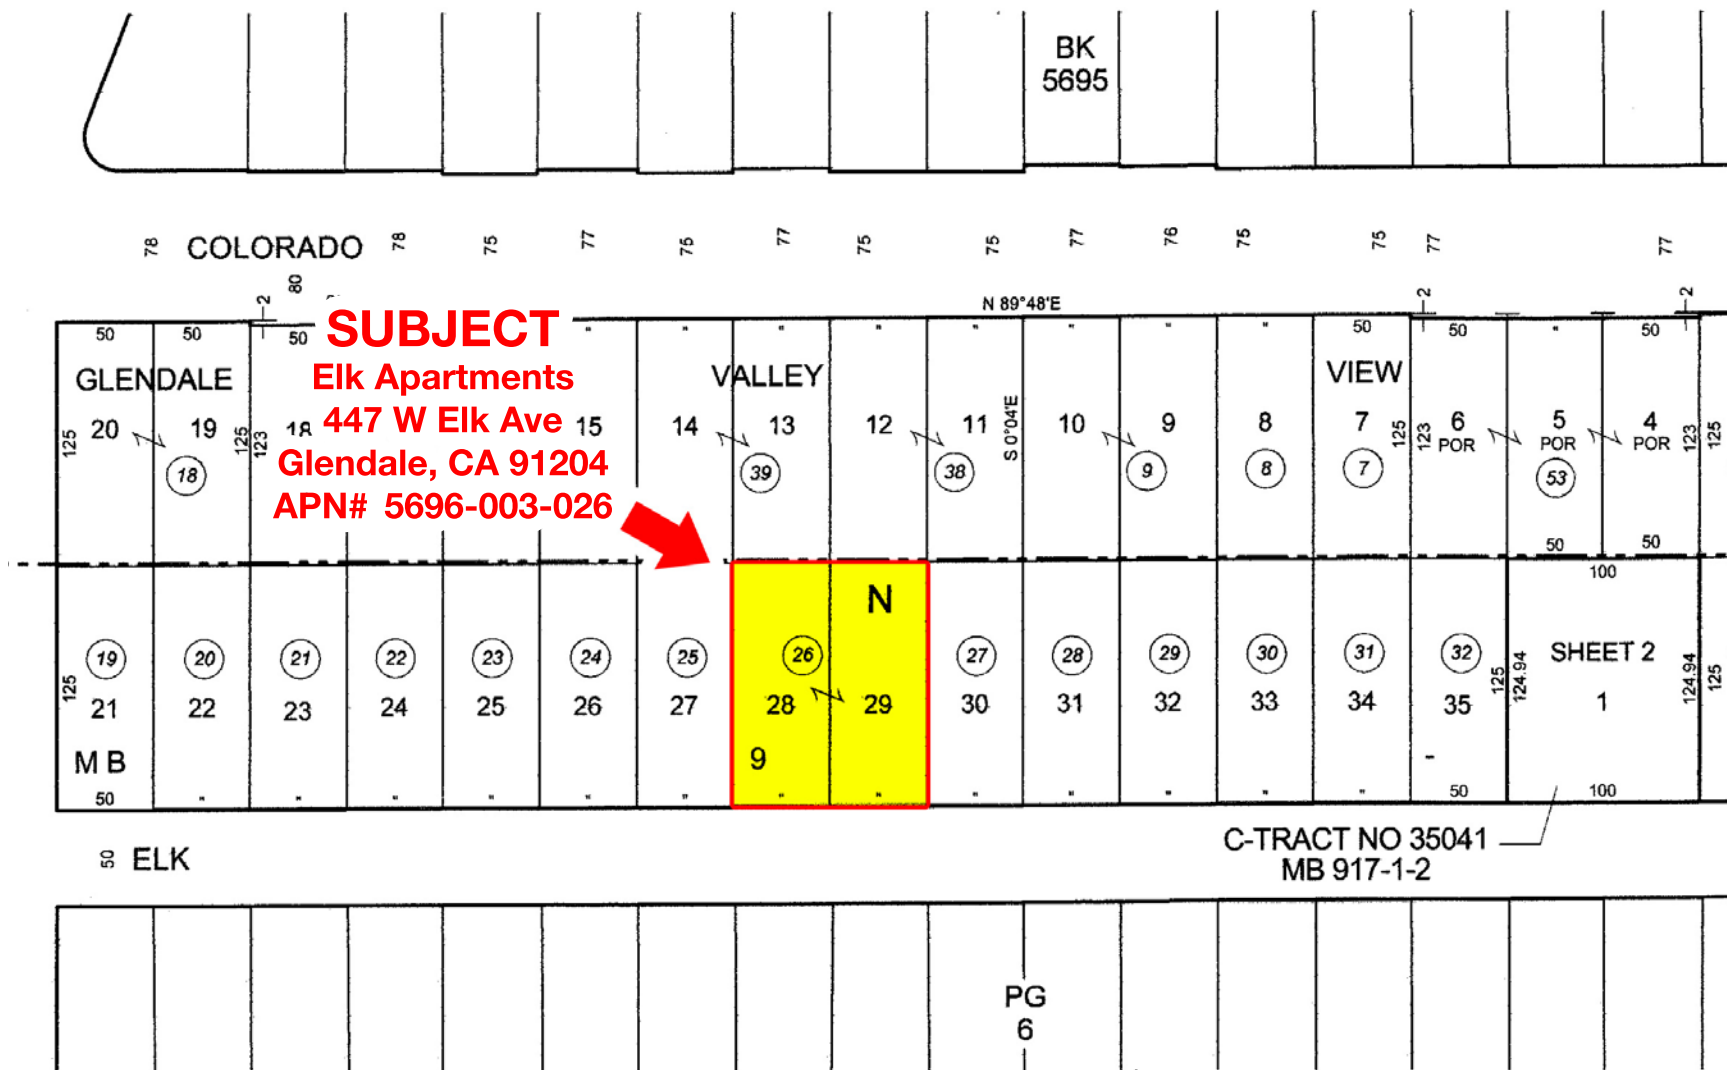 BK
5695
78 COLORADO 78 75 77 75 77 75 75 77 76 75 75 77 77
80
2 N 89°48'E 2 2
50 50 50 " " " " " " " 50 50 " 50
SUBJECT
Elk Apartments
447 W Elk Ave
Glendale, CA 91204
APN# 5696-003-026
GLENDALE VALLEY VIEW
125 20 19 125 123 18 15 14 13 12 11 S 0°04'E 10 9 8 7 125 123 6 5 4 123 125
POR POR POR
18 39 38 9 8 7 53
50 50
100
N
19 20 21 22 23 24 25 26 27 28 29 30 31 32 SHEET 2
125 21 22 23 24 25 26 27 28 29 30 31 32 33 34 35 125 124.94 1 124.94 125
M B 9
50 " " " " " " " " " " " " " 50 100
C-TRACT NO 35041
MB 917-1-2
50 ELK
PG
6